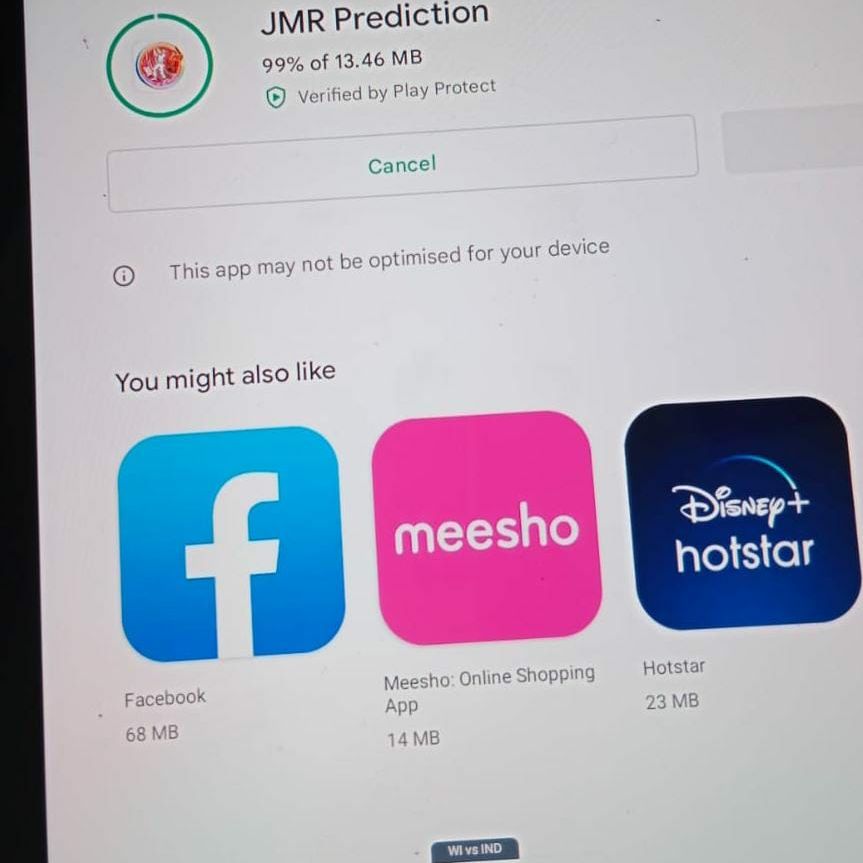 JMR Prediction
99% of 13.46 MB
Verified by Play Protect
Cancel
This app may not be optimised for your device
You might also like
f
meesho
Disney+
hotstar
Facebook
68 MB
Meesho: Online Shopping
App
14 MB
Hotstar
23 MB
WI vs IND